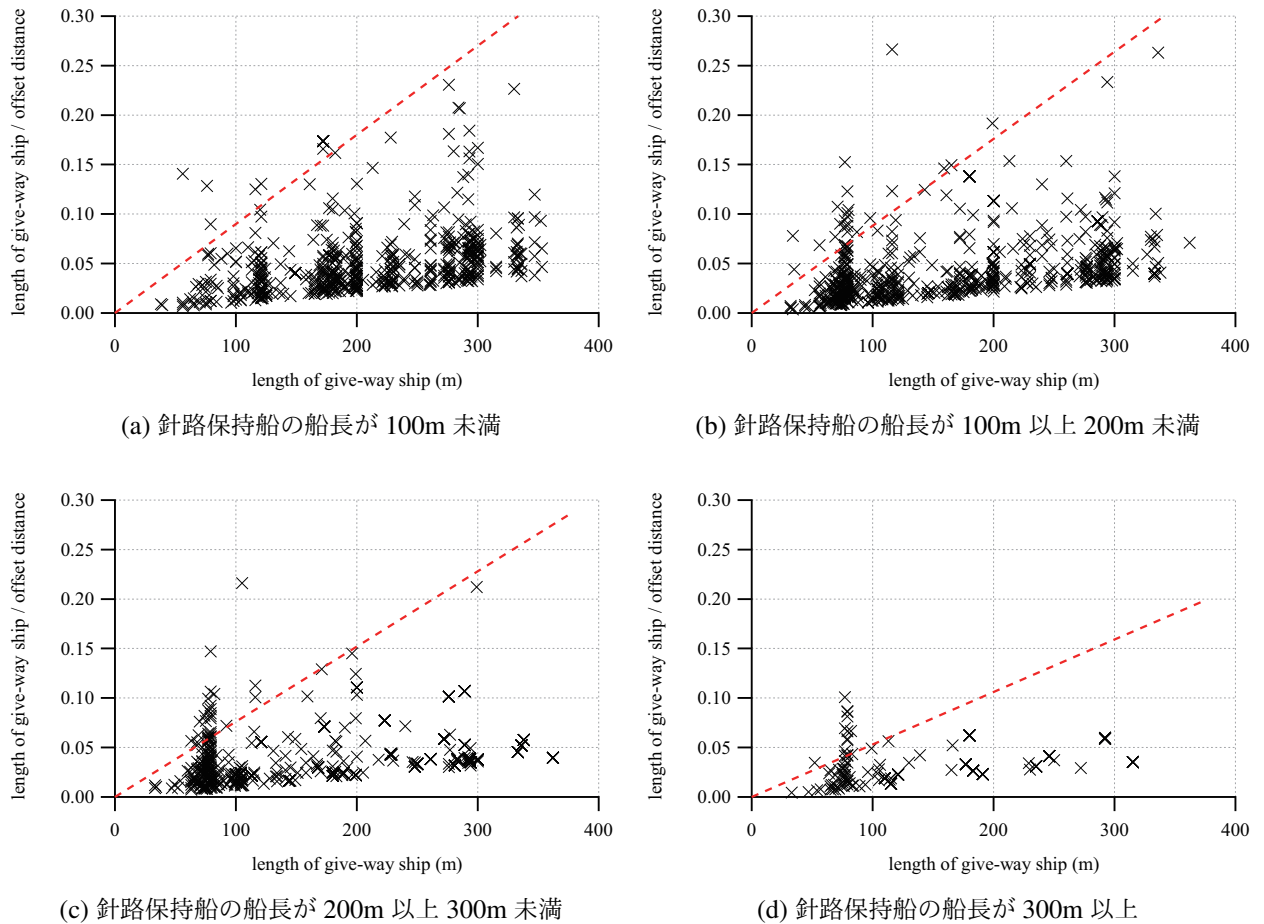 length of give-way ship / offset distance
0.30
0.25
0.20
0.15
0.10
0.05
0.00
0 100 200 300 400
length of give-way ship (m)
(a) 針路保持船の船長が 100m 未満
length of give-way ship / offset distance
0.30
0.25
0.20
0.15
0.10
0.05
0.00
0 100 200 300 400
length of give-way ship (m)
(b) 針路保持船の船長が 100m 以上 200m 未満
length of give-way ship / offset distance
0.30
0.25
0.20
0.15
0.10
0.05
0.00
0 100 200 300 400
length of give-way ship (m)
(c) 針路保持船の船長が 200m 以上 300m 未満
length of give-way ship / offset distance
0.30
0.25
0.20
0.15
0.10
0.05
0.00
0 100 200 300 400
length of give-way ship (m)
(d) 針路保持船の船長が 300m 以上